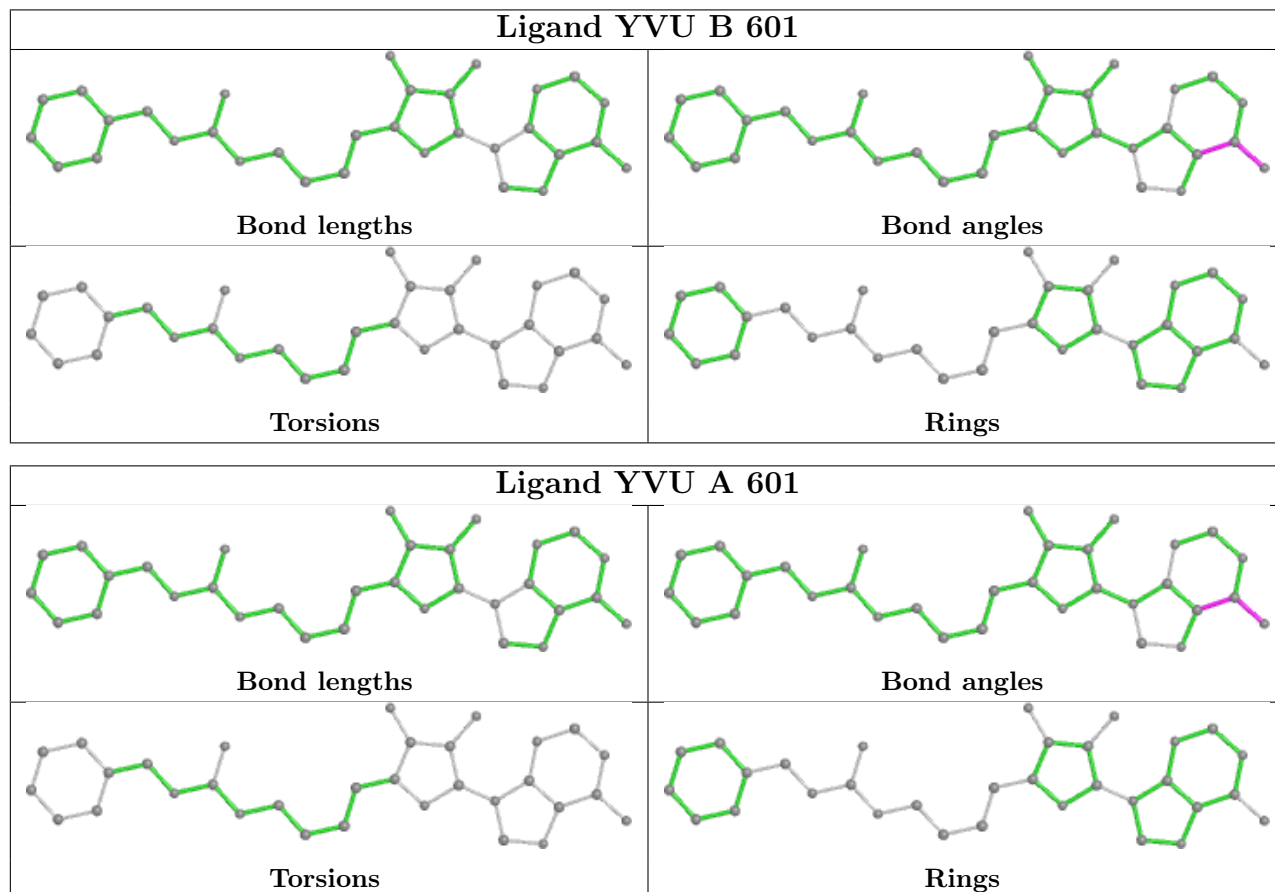 Ligand YVU B 601
Bond lengths
Bond angles
Torsions
Rings
Ligand YVU A 601
Bond lengths
Bond angles
Torsions
Rings